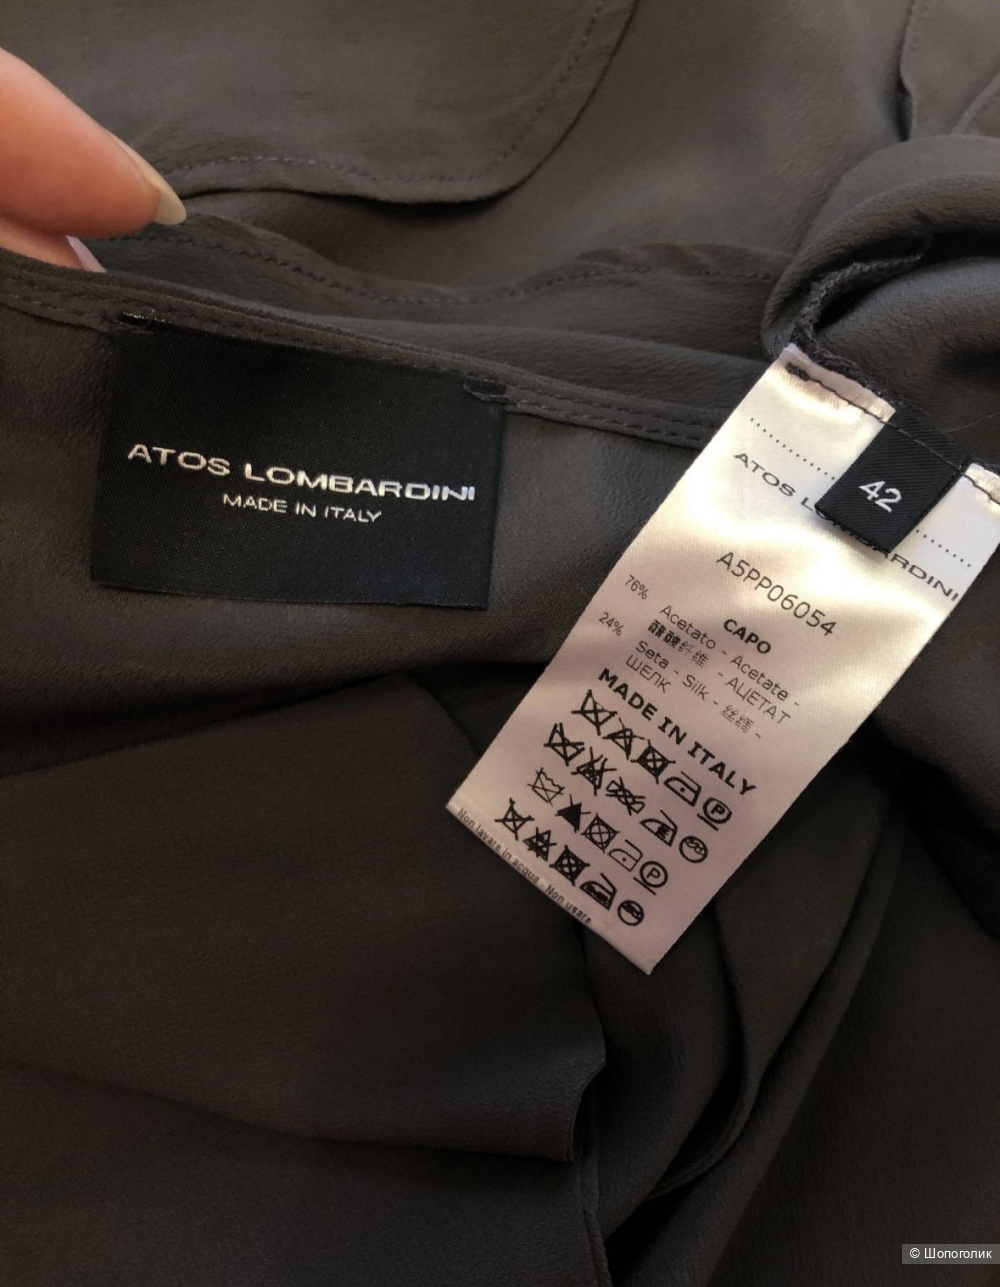 ATOS LOMBARDINI
MADE IN ITALY
42
ATOS L
RDINI
A5PP06054
CAPO
76% Acetato - Acetate -
醋酸纤维 - АЦЕТАТ
24% Seta - Silk - 丝绸 -
ШЕЛК
MADE IN ITALY
P
P
Non lavare in acqua - Non usare
© Шопоголик